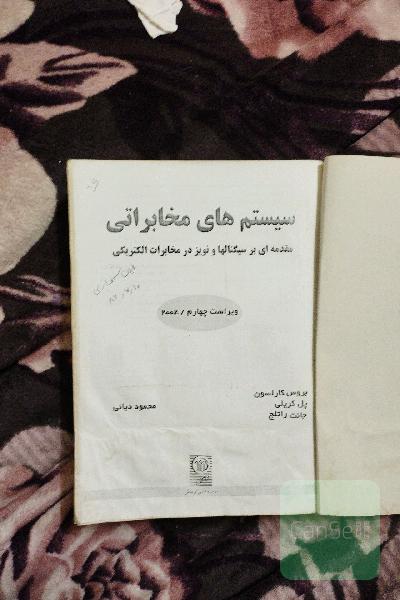 سیستم های مخابراتی
مقدمه ای بر سیگنالها و نویز در مخابرات الکتریکی
ویراست چهارم / ۲۰۰۲
بروس کارلسون
پل کریلی
جانت راتلج
محمود دیانی
CanSell